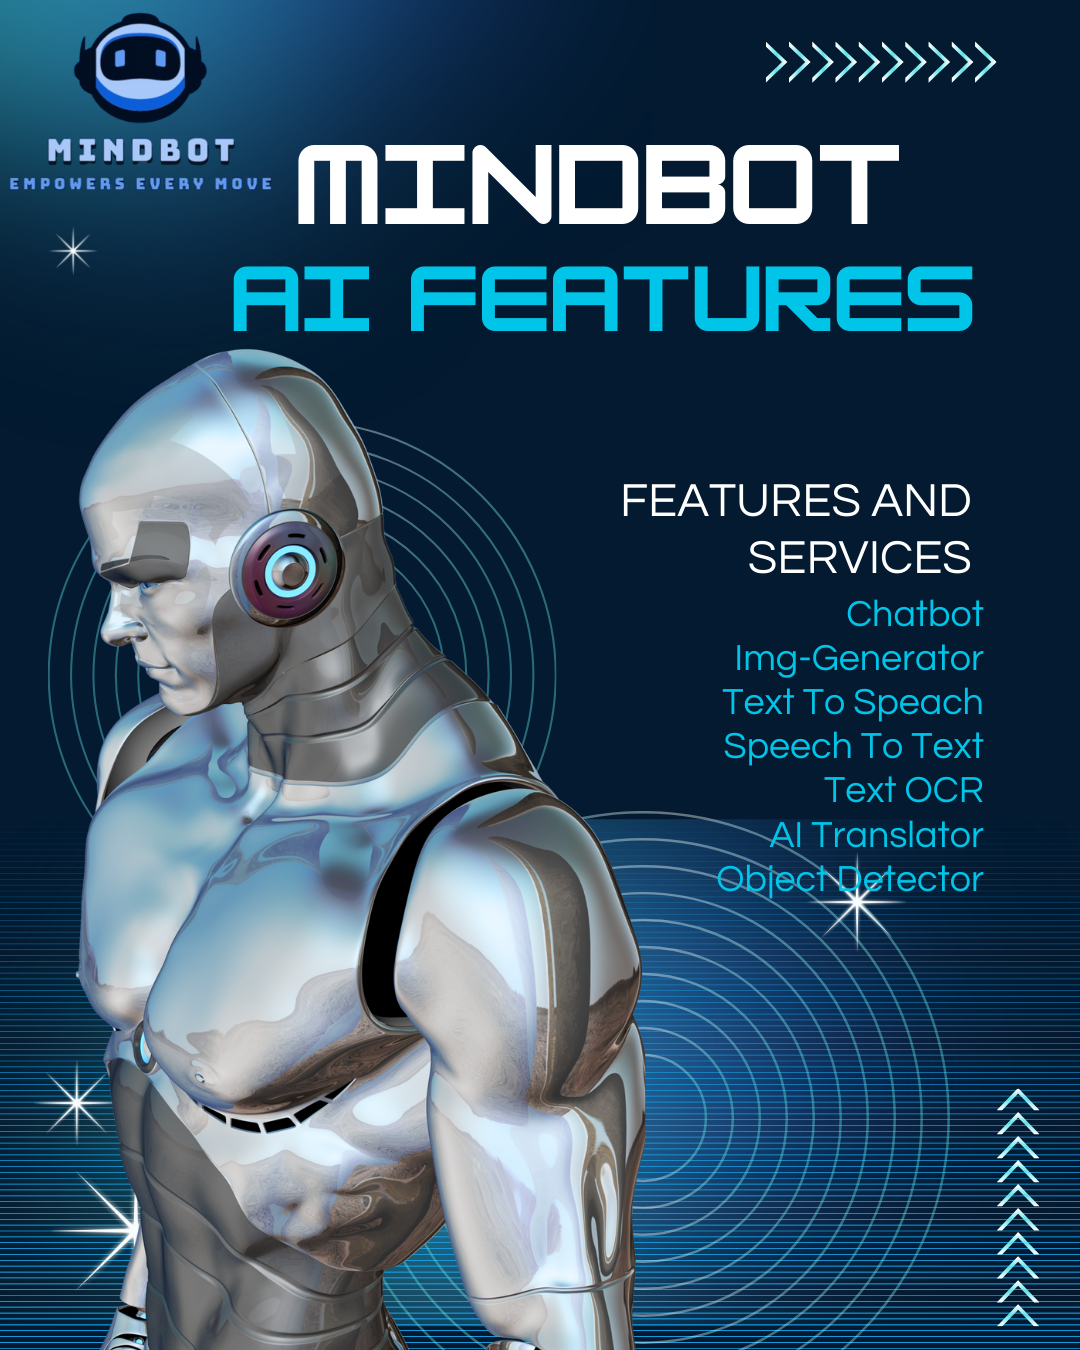 MINDBOT
EMPOWERS EVERY MOVE
MINDBOT
AI FEATURES
FEATURES AND
SERVICES
Chatbot
Img-Generator
Text To Speach
Speech To Text
Text OCR
AI Translator
Object Detector